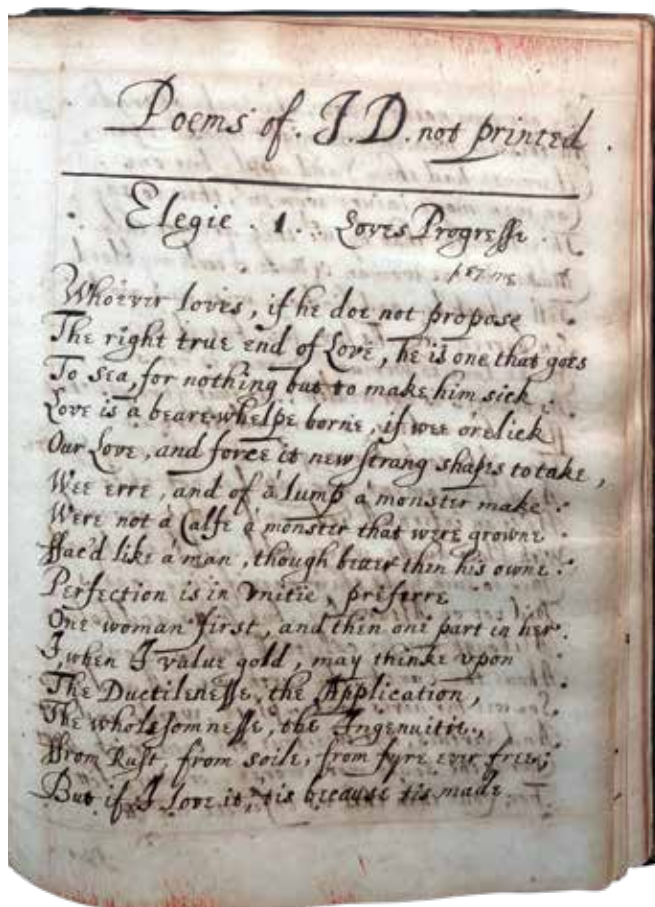 Poems of. J. D. not printed.
Elegie. 1. Loves Progresse.
Whoever loves, if he doe not propose
The right true end of Love, he is one that goes
To sea, for nothing but to make him sick.
Love is a beare-whelpe borne, if wee orelick
Our Love, and force it new strang shapes to take,
Wee erre, and of a lump a monster make.
Were not a Calfe a monster that were growne
ffac'd like a man, though better then his owne.
Perfection is in Vnitie, preferre
One woman first, and then one part in her.
I, when I value gold, may thinke vpon
The Ductilenesse, the Application,
The wholesomnesse, the Ingenuitie,
ffrom Rust, from soile, from fyre ever free;
But if I love it, tis because tis made